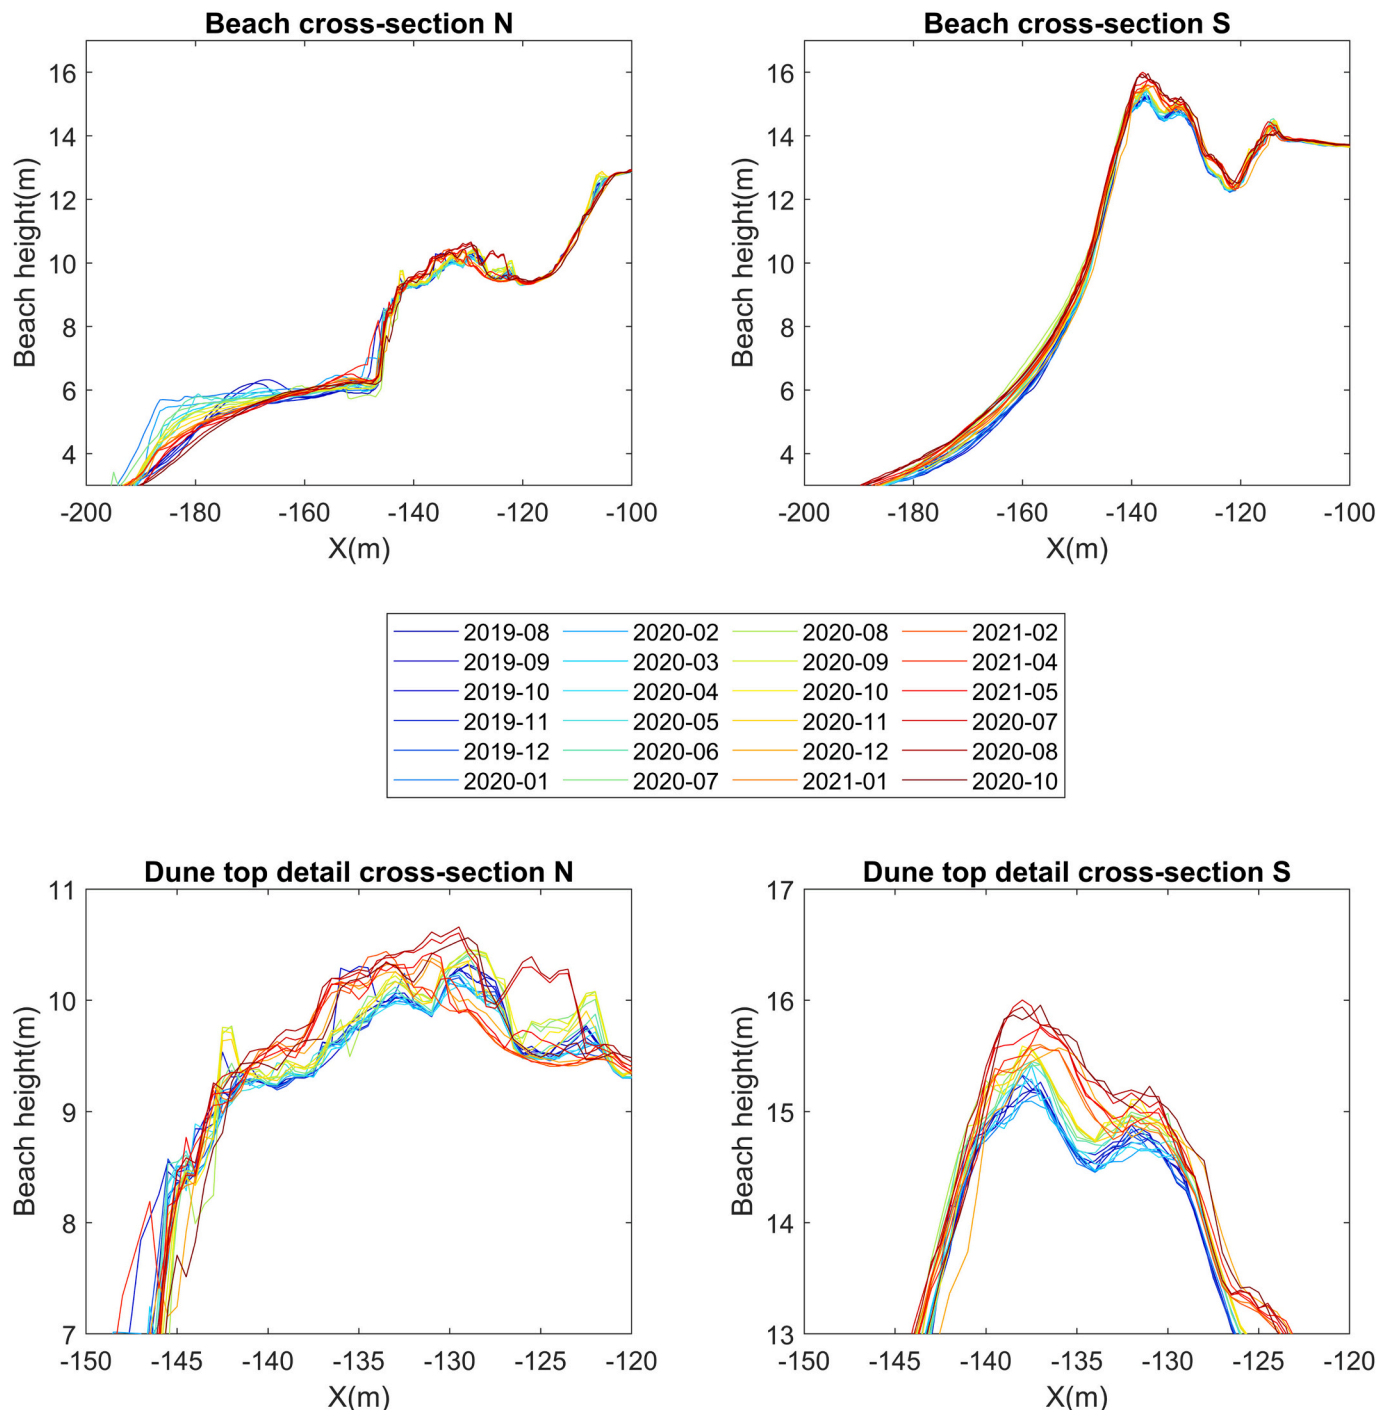 Beach cross-section N
Beach height(m)
16
14
12
10
8
6
4
-200 -180 -160 -140 -120 -100
X(m)
Beach cross-section S
Beach height(m)
16
14
12
10
8
6
4
-200 -180 -160 -140 -120 -100
X(m)
2019-08 2020-02 2020-08 2021-02
2019-09 2020-03 2020-09 2021-04
2019-10 2020-04 2020-10 2021-05
2019-11 2020-05 2020-11 2020-07
2019-12 2020-06 2020-12 2020-08
2020-01 2020-07 2021-01 2020-10
Dune top detail cross-section N
Beach height(m)
11
10
9
8
7
-150 -145 -140 -135 -130 -125 -120
X(m)
Dune top detail cross-section S
Beach height(m)
17
16
15
14
13
-150 -145 -140 -135 -130 -125 -120
X(m)